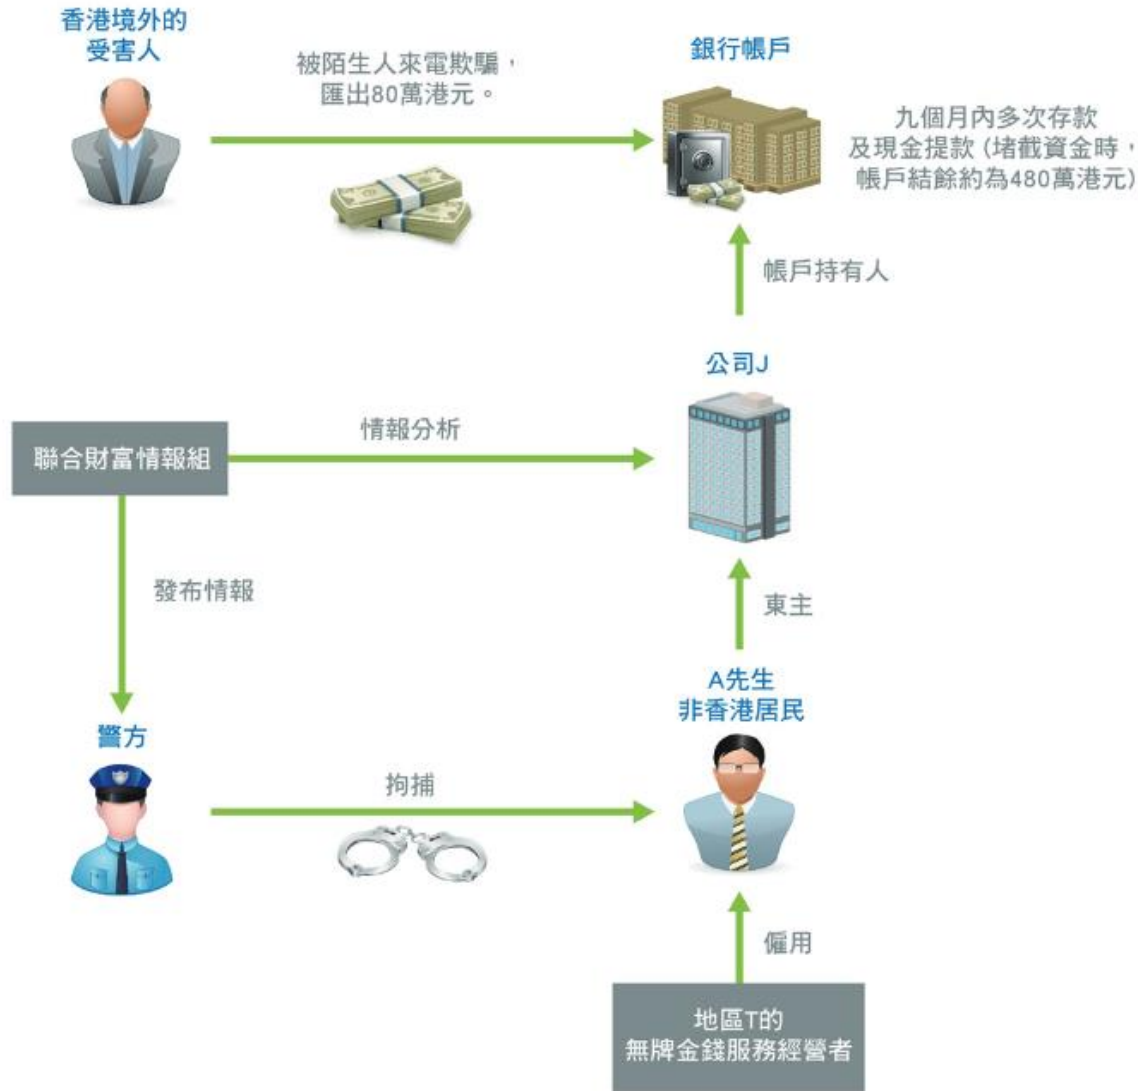 香港境外的
受害人
被陌生人來電欺騙，
匯出80萬港元。
銀行帳戶
九個月內多次存款
及現金提款 (堵截資金時，
帳戶結餘約為480萬港元)
帳戶持有人
公司J
聯合財富情報組
情報分析
發布情報
東主
A先生
非香港居民
警方
拘捕
僱用
地區T的
無牌金錢服務經營者